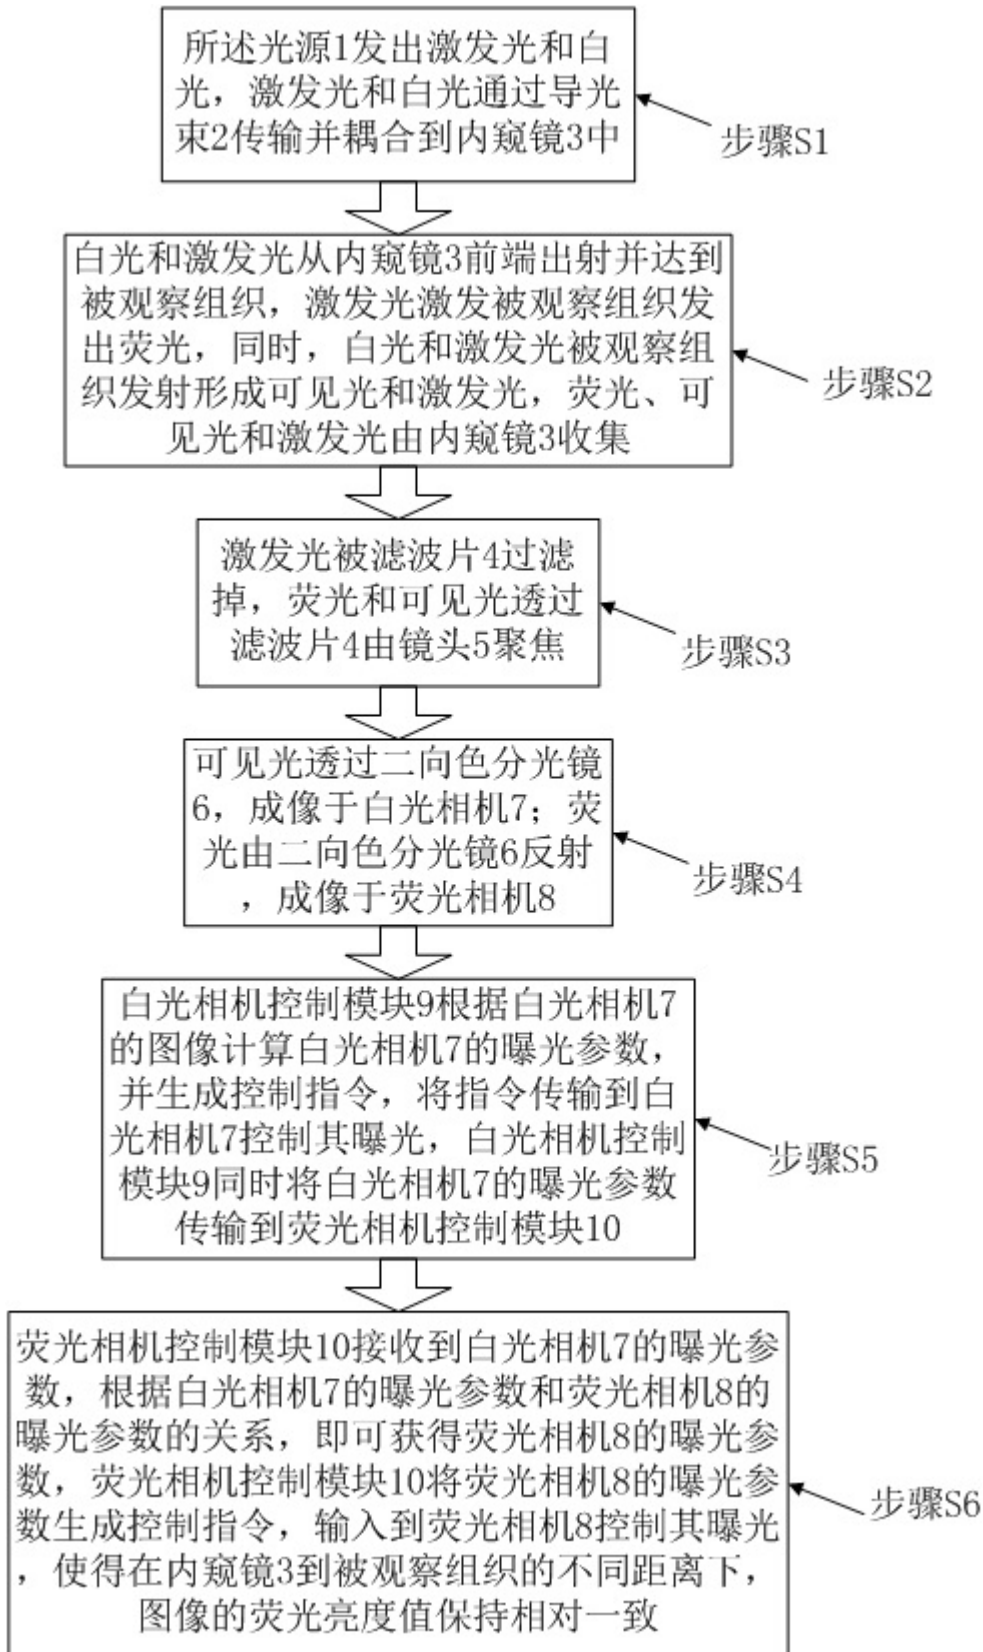 所述光源1发出激发光和白
光，激发光和白光通过导光
束2传输并耦合到内窥镜3中
步骤S1
白光和激发光从内窥镜3前端出射并达到
被观察组织，激发光激发被观察组织发
出荧光，同时，白光和激发光被观察组
织发射形成可见光和激发光，荧光、可
见光和激发光由内窥镜3收集
步骤S2
激发光被滤波片4过滤
掉，荧光和可见光透过
滤波片4由镜头5聚焦
步骤S3
可见光透过二向色分光镜
6，成像于白光相机7；荧
光由二向色分光镜6反射
，成像于荧光相机8
步骤S4
白光相机控制模块9根据白光相机7
的图像计算白光相机7的曝光参数，
并生成控制指令，将指令传输到白
光相机7控制其曝光，白光相机控制
模块9同时将白光相机7的曝光参数
传输到荧光相机控制模块10
步骤S5
荧光相机控制模块10接收到白光相机7的曝光参
数，根据白光相机7的曝光参数和荧光相机8的
曝光参数的关系，即可获得荧光相机8的曝光参
数，荧光相机控制模块10将荧光相机8的曝光参
数生成控制指令，输入到荧光相机8控制其曝光
，使得在内窥镜3到被观察组织的不同距离下，
图像的荧光亮度值保持相对一致
步骤S6